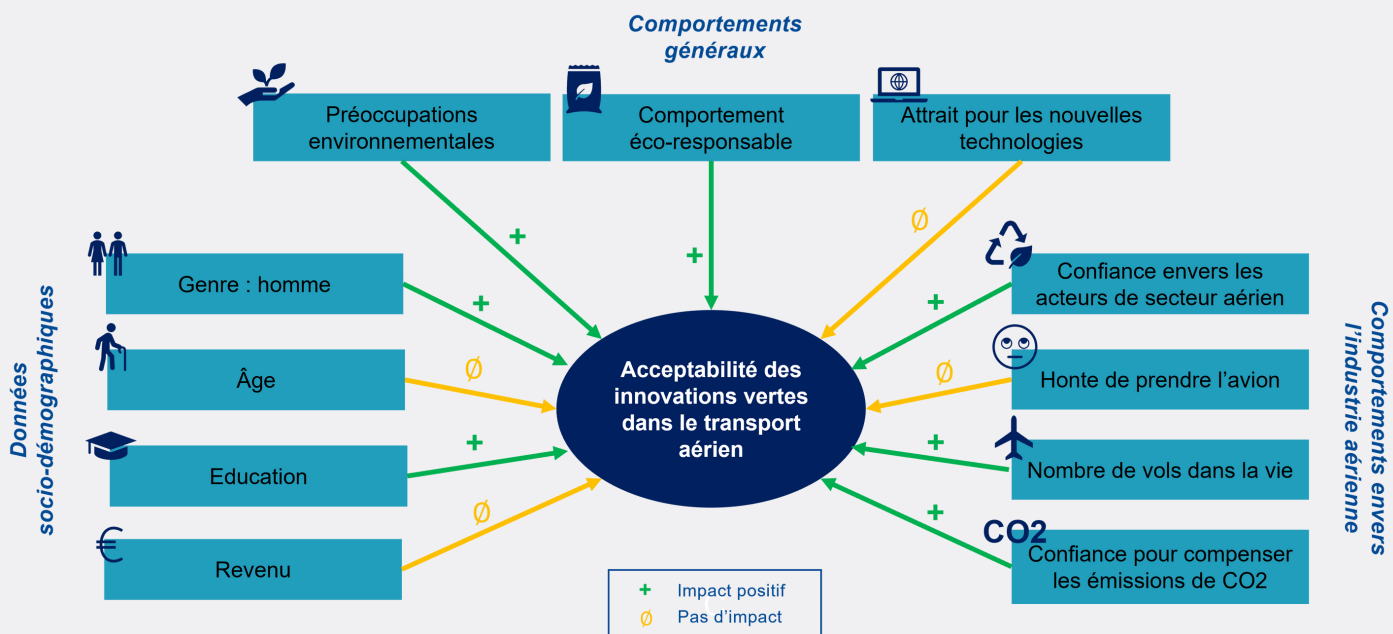 Comportements
généraux
Préoccupations
environnementales
Comportement
éco-responsable
Attrait pour les nouvelles
technologies
+
+
Ø
Données
socio-démographiques
Genre : homme
+
Âge
Ø
Education
+
Revenu
Ø
Acceptabilité des
innovations vertes
dans le transport
aérien
Comportements envers
l’industrie aérienne
Confiance envers les
acteurs de secteur aérien
+
Honte de prendre l’avion
Ø
Nombre de vols dans la vie
+
CO2
Confiance pour compenser
les émissions de CO2
+
€
+ Impact positif
Ø Pas d’impact